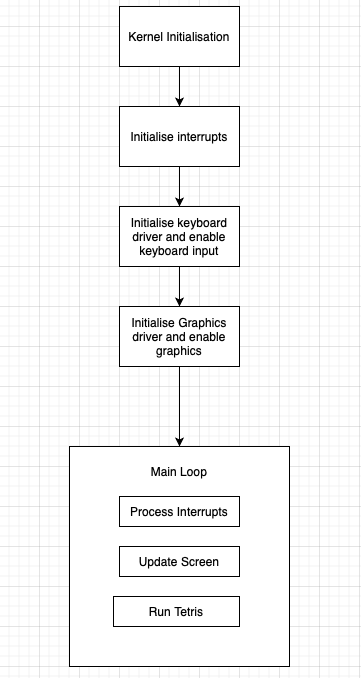 Kernel Initialisation
Initialise interrupts
Initialise keyboard
driver and enable
keyboard input
Initialise Graphics
driver and enable
graphics
Main Loop
Process Interrupts
Update Screen
Run Tetris